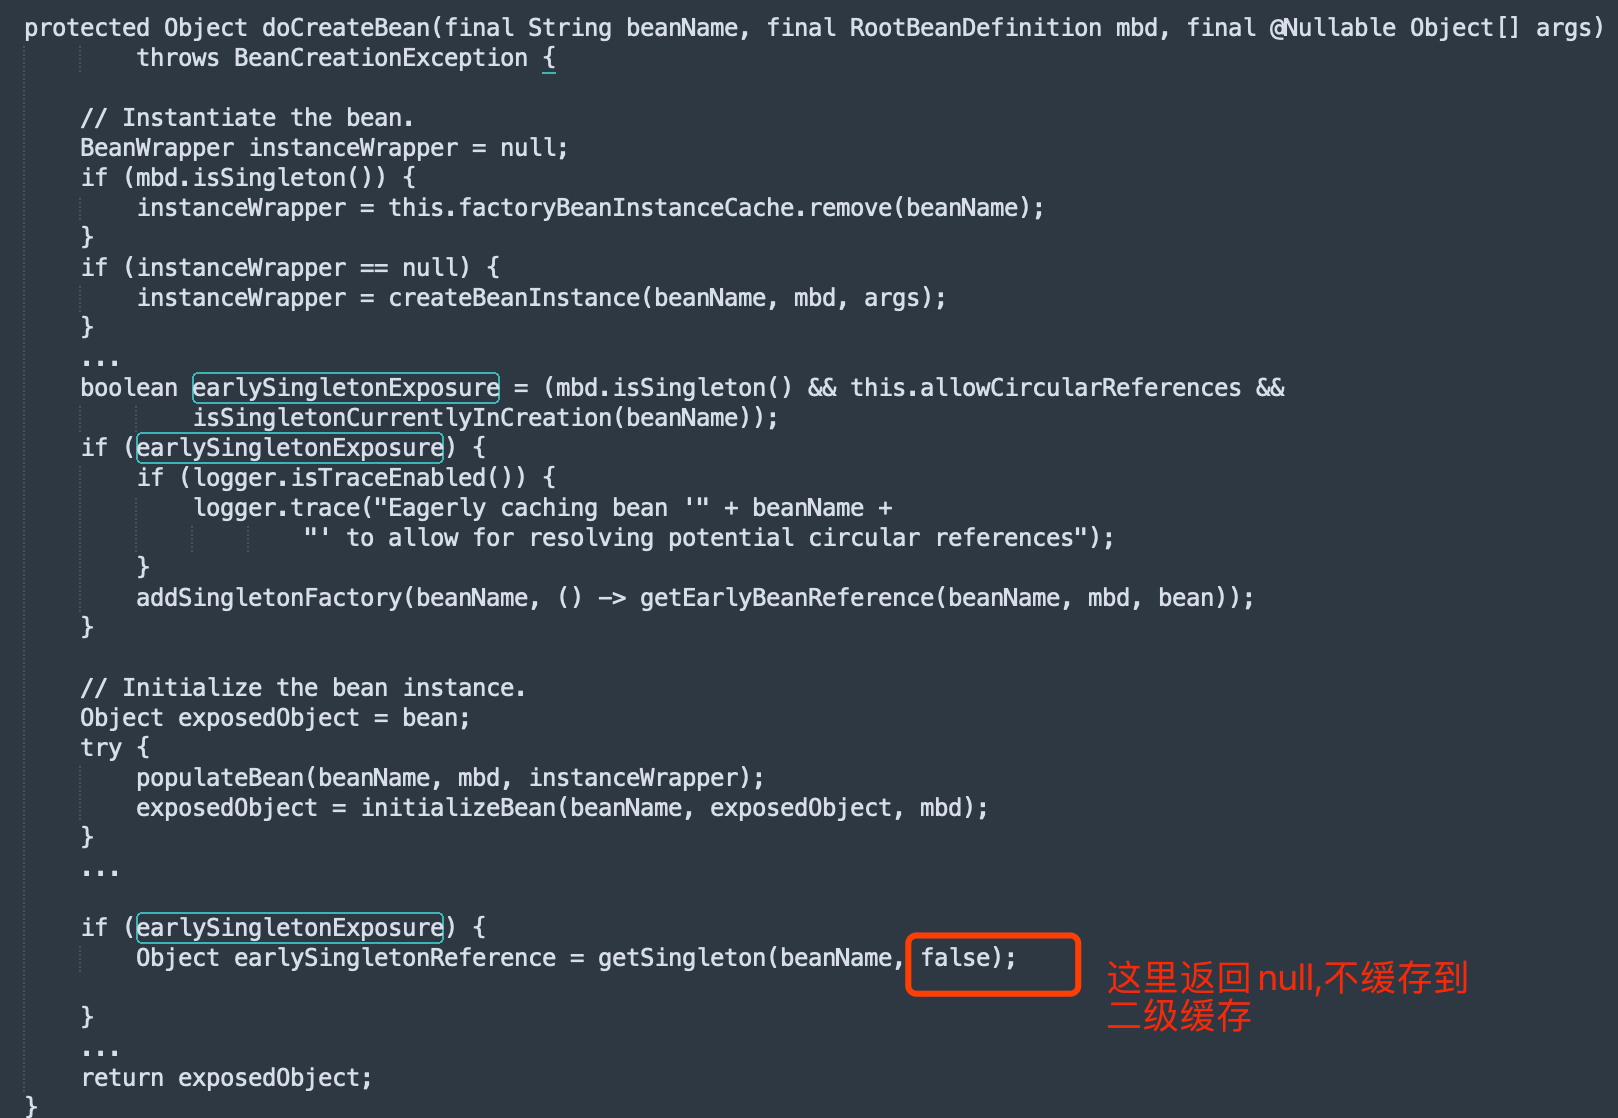 protected Object doCreateBean(final String beanName, final RootBeanDefinition mbd, final @Nullable Object[] args)
throws BeanCreationException {
// Instantiate the bean.
BeanWrapper instanceWrapper = null;
if (mbd.isSingleton()) {
instanceWrapper = this.factoryBeanInstanceCache.remove(beanName);
}
if (instanceWrapper == null) {
instanceWrapper = createBeanInstance(beanName, mbd, args);
}
...
boolean earlySingletonExposure = (mbd.isSingleton() && this.allowCircularReferences &&
isSingletonCurrentlyInCreation(beanName));
if (earlySingletonExposure) {
if (logger.isTraceEnabled()) {
logger.trace("Eagerly caching bean '" + beanName +
"' to allow for resolving potential circular references");
}
addSingletonFactory(beanName, () -> getEarlyBeanReference(beanName, mbd, bean));
}
// Initialize the bean instance.
Object exposedObject = bean;
try {
populateBean(beanName, mbd, instanceWrapper);
exposedObject = initializeBean(beanName, exposedObject, mbd);
}
...
if (earlySingletonExposure) {
Object earlySingletonReference = getSingleton(beanName, false);
这里返回null,不缓存到
二级缓存
}
...
return exposedObject;
}